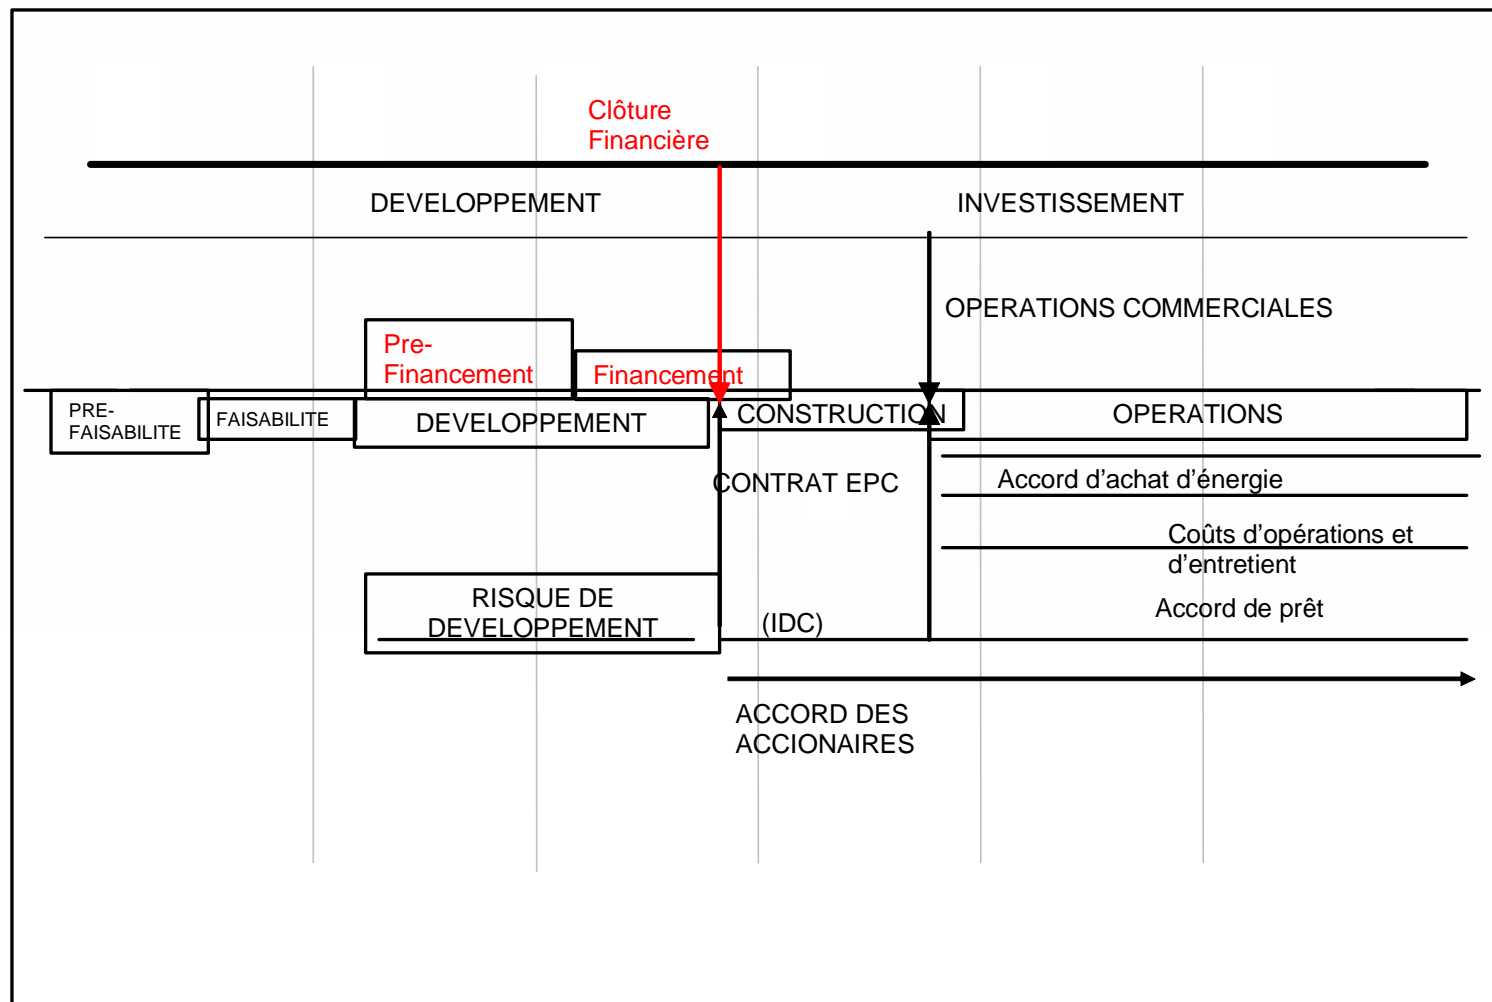 Clôture
Financière
DEVELOPPEMENT
INVESTISSEMENT
OPERATIONS COMMERCIALES
Pre-
Financement
Financement
PRE-
FAISABILITE
FAISABILITE
DEVELOPPEMENT
CONSTRUCTION
OPERATIONS
CONTRAT EPC
Accord d'achat d'énergie
Coûts d'opérations et
d'entretient
RISQUE DE
DEVELOPPEMENT
(IDC)
Accord de prêt
ACCORD DES
ACCIONAIRES